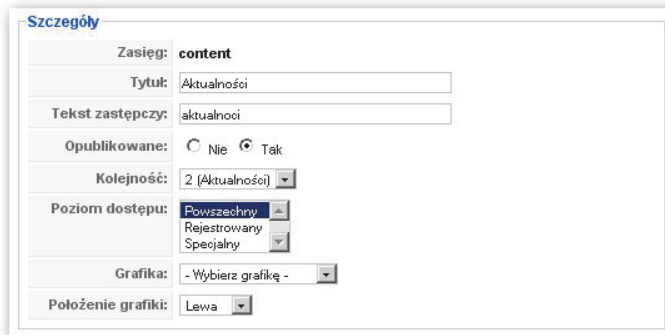 Szczegóły
Zasięg: content
Tytuł: Aktualności
Tekst zastępczy: aktualnoci
Opublikowane: Nie Tak
Kolejność: 2 (Aktualności)
Poziom dostępu: Powszechny
Rejestrowany
Specjalny
Grafika: - Wybierz grafikę -
Położenie grafiki: Lewa